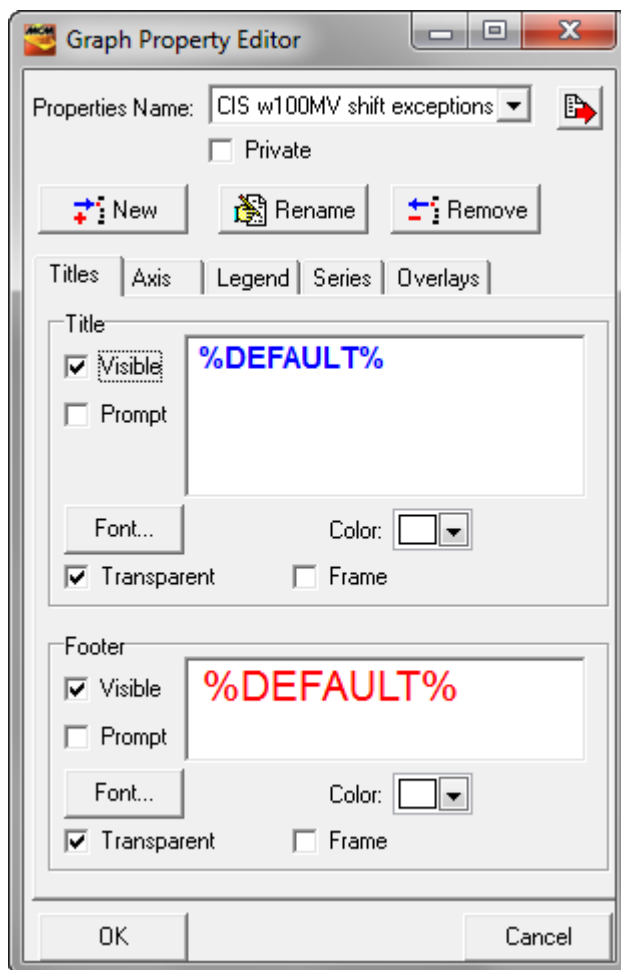 MCM
Graph Property Editor
Properties Name: CIS w100MV shift exceptions
Private
New Rename Remove
Titles Axis Legend Series Overlays
Title
Visible %DEFAULT%
Prompt
Font... Color:
Transparent Frame
Footer
Visible %DEFAULT%
Prompt
Font... Color:
Transparent Frame
OK Cancel